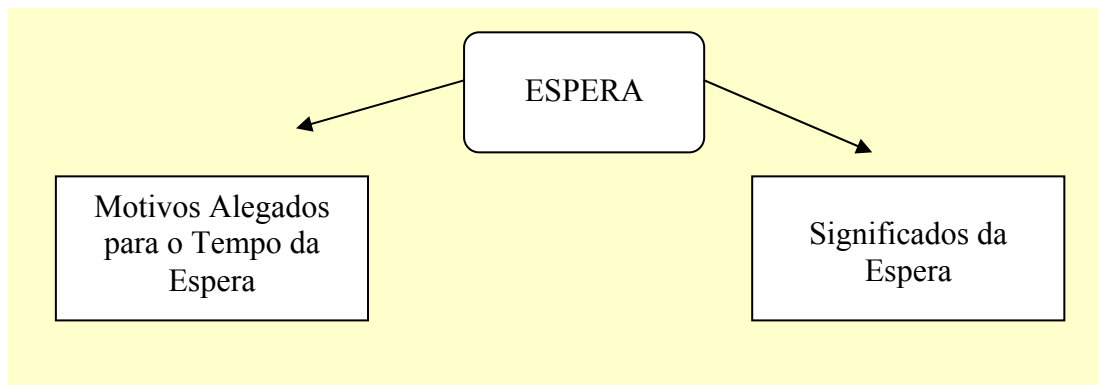 ESPERA
Motivos Alegados
para o Tempo da
Espera
Significados da
Espera